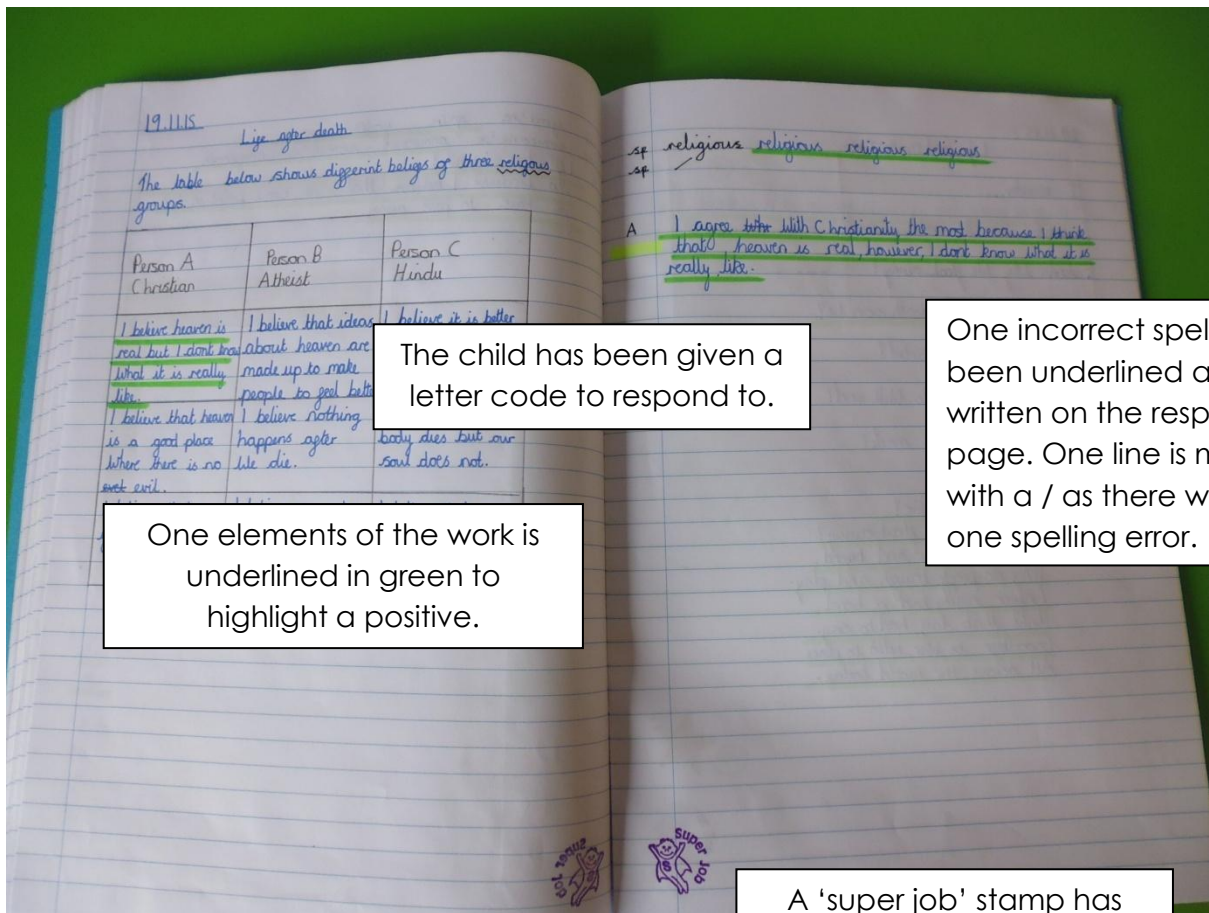 19.11.15
Life after death
The table below shows differint beliefs of three religous
groups.
Person A
Christian
Person B
Atheist
Person C
Hindu
I believe heaven is
real but I dont know
what it is really
like.
I believe that ideas
about heaven are
made up to make
people to feel
I believe it is better
I believe that heaven
is a good place
where there is no
evil.
I believe nothing
happens after
We die.
body dies but our
soul does not.
sp religious religious religious religious
sp /
A I agree With Christianity the most because I think
that heaven is real, however, I dont know what it is
really like.
The child has been given a
letter code to respond to.
One elements of the work is
underlined in green to
highlight a positive.
One incorrect spel
been underlined a
written on the resp
page. One line is m
with a / as there w
one spelling error.
super job
super job
A ‘super job’ stamp has